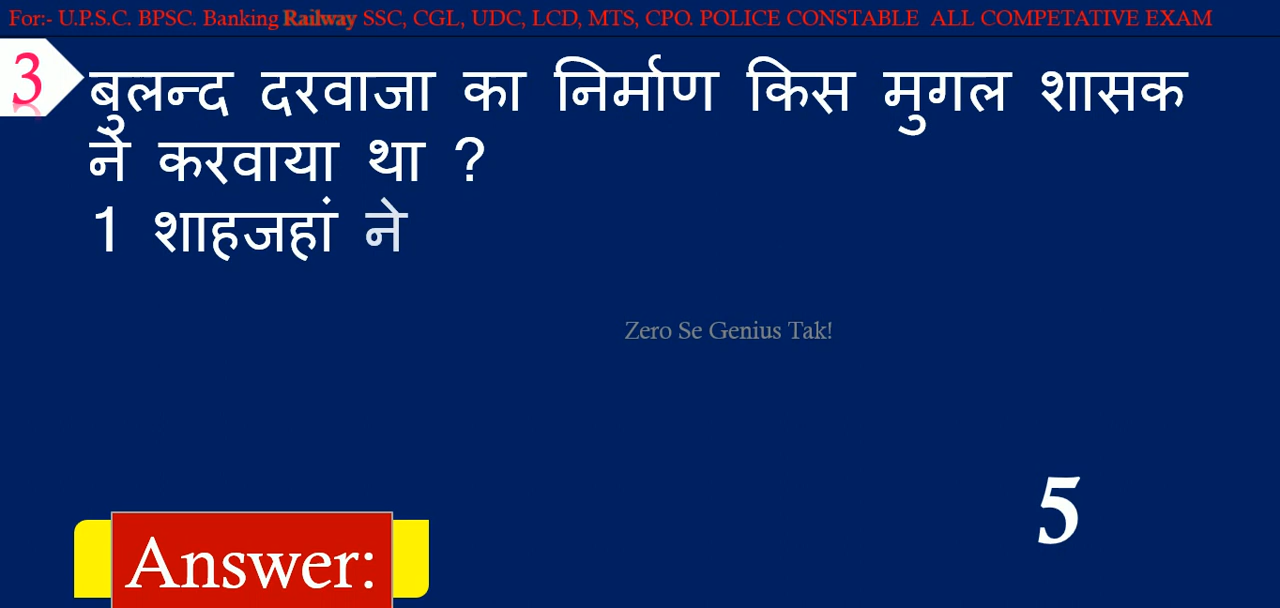 For:- U.P.S.C. BPSC. Banking Railway SSC, CGL, UDC, LCD, MTS, CPO. POLICE CONSTABLE ALL COMPETATIVE EXAM
3
बुलन्द दरवाजा का निर्माण किस मुगल शासक
ने करवाया था ?
1 शाहजहां ने
Zero Se Genius Tak!
5
Answer: